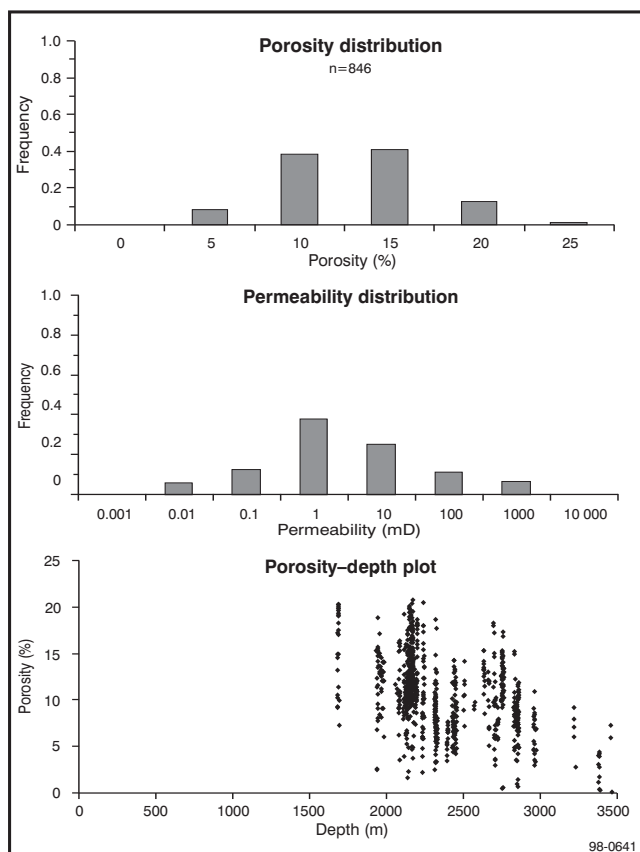 Porosity distribution
n=846
Frequency
1.0
0.8
0.6
0.4
0.2
0
0 5 10 15 20 25
Porosity (%)
Permeability distribution
Frequency
1.0
0.8
0.6
0.4
0.2
0
0.001 0.01 0.1 1 10 100 1000 10 000
Permeability (mD)
Porosity–depth plot
Porosity (%)
25
20
15
10
5
0
0 500 1000 1500 2000 2500 3000 3500
Depth (m)
98-0641